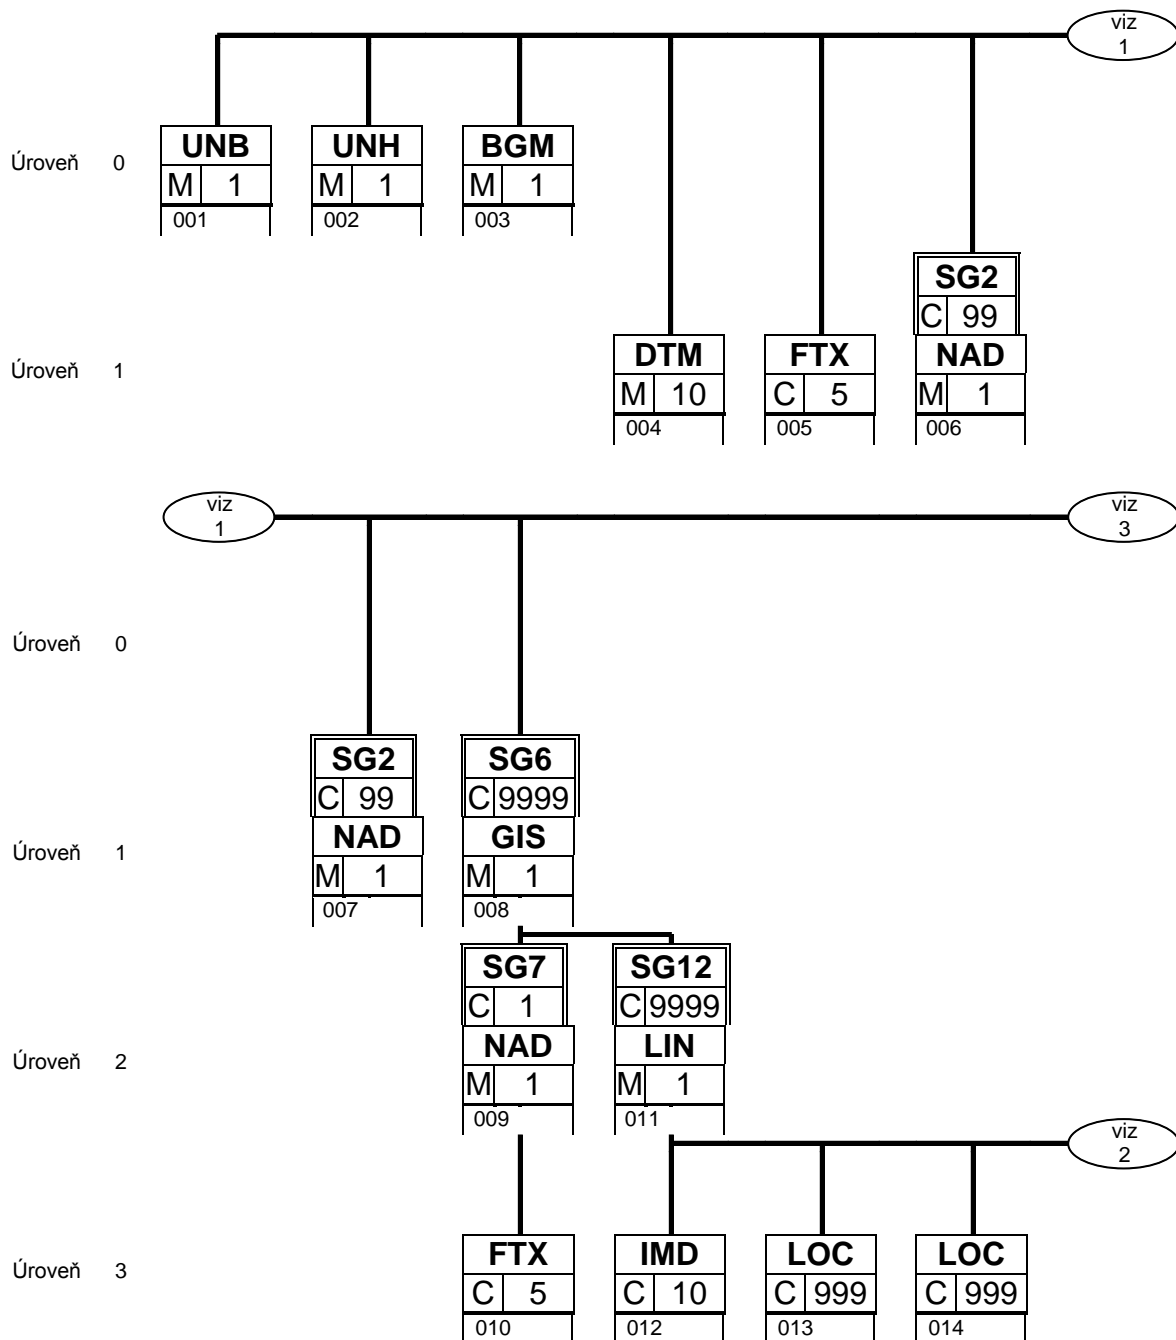 viz
1
Úroveň 0
UNB UNH BGM
M 1 M 1 M 1
001 002 003
SG2
C 99
Úroveň 1
DTM FTX NAD
M 10 C 5 M 1
004 005 006
viz viz
1 3
Úroveň 0
SG2 SG6
C 99 C 9999
Úroveň 1
NAD GIS
M 1 M 1
007 008
SG7 SG12
C 1 C 9999
Úroveň 2
NAD LIN
M 1 M 1
009 011
viz
2
Úroveň 3
FTX IMD LOC LOC
C 5 C 10 C 999 C 999
010 012 013 014